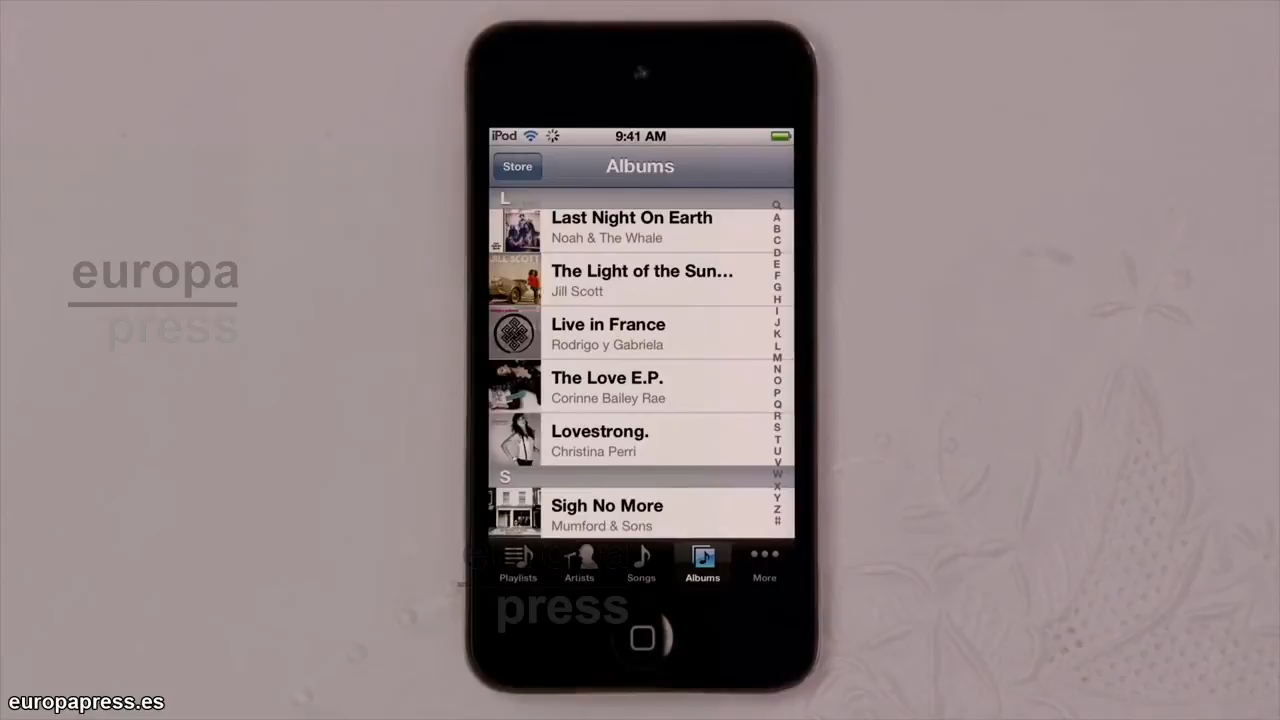 iPod 9:41 AM
Store Albums
L
Last Night On Earth
Noah & The Whale
JILL SCOTT
The Light of the Sun...
Jill Scott
Live in France
Rodrigo y Gabriela
The Love E.P.
Corinne Bailey Rae
Lovestrong.
Christina Perri
S
Sigh No More
Mumford & Sons
A
B
C
D
E
F
G
H
I
J
K
L
M
N
O
P
Q
R
S
T
U
V
W
X
Y
Z
#
Playlists Artists Songs Albums More
europa
press
press
europapress.es